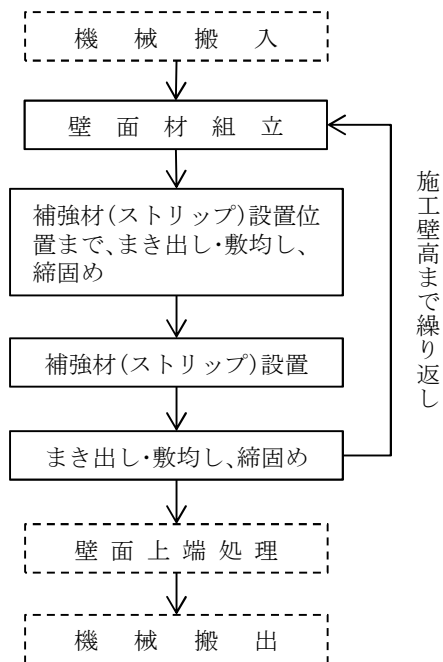 機械搬入
壁面材組立
補強材(ストリップ)設置位
置まで､まき出し･敷均し､
締固め
補強材(ストリップ)設置
まき出し･敷均し､締固め
壁面上端処理
機械搬出
施工壁高まで繰り返し